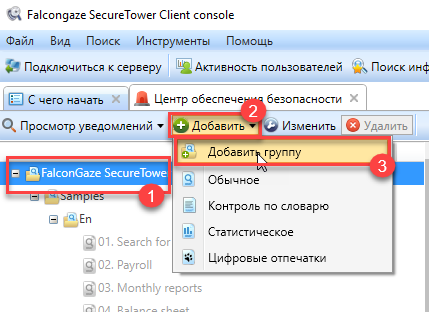 Falcongaze SecureTower Client console
Файл Вид Поиск Инструменты Помощь
Подключиться к серверу Активность пользователей Поиск
С чего начать Центр обеспечения безопасности
Просмотр уведомлений Добавить Изменить Удалить
2
Добавить группу
3
FalconGaze SecureTowe
1
Обычное
Samples
Контроль по словарю
En
Статистическое
01. Search for
Цифровые отпечатки
02. Payroll
03. Monthly reports
04. Balance sheet